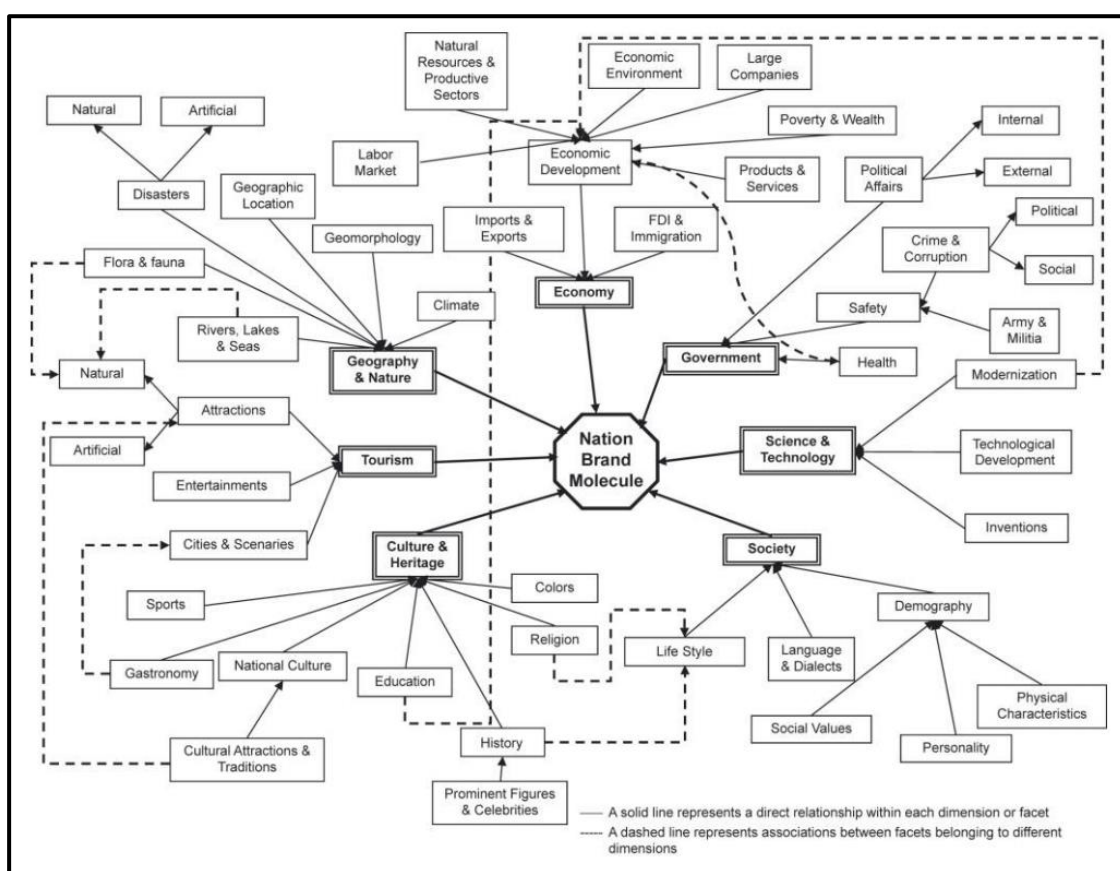 Natural
Resources &
Productive
Sectors
Economic
Environment
Large
Companies
Natural
Artificial
Poverty & Wealth
Internal
Labor
Market
Economic
Development
Products &
Services
Political
Affairs
External
Disasters
Geographic
Location
Imports &
Exports
FDI &
Immigration
Political
Geomorphology
Crime &
Corruption
Flora & fauna
Social
Climate
Economy
Safety
Rivers, Lakes
& Seas
Army &
Militia
Geography
& Nature
Government
Health
Natural
Modernization
Attractions
Artificial
Nation
Brand
Molecule
Science &
Technology
Technological
Development
Tourism
Entertainments
Inventions
Cities & Scenaries
Culture &
Heritage
Society
Colors
Sports
Demography
Religion
Life Style
Language
& Dialects
Gastronomy
National Culture
Education
Physical
Characteristics
Social Values
History
Personality
Cultural Attractions &
Traditions
Prominent Figures
& Celebrities
A solid line represents a direct relationship within each dimension or facet
A dashed line represents associations between facets belonging to different
dimensions